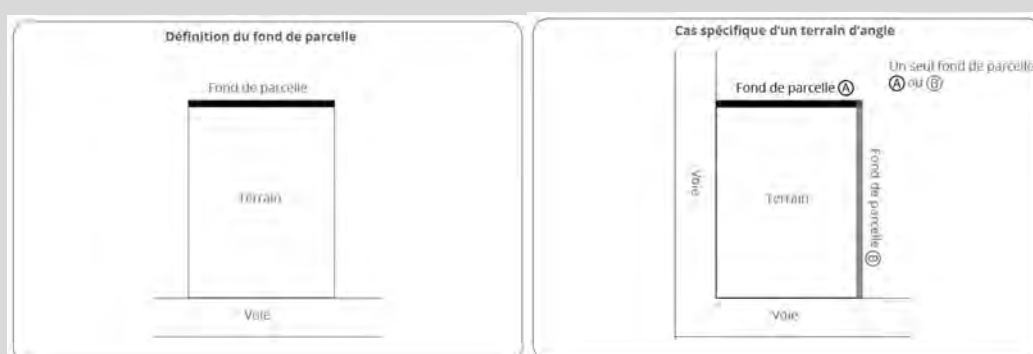 Définition du fond de parcelle
Fond de parcelle
Terrain
Voie
Cas spécifique d'un terrain d'angle
Un seul fond de parcelle
Ⓐ ou Ⓑ
Fond de parcelle Ⓐ
Voie
Terrain
Fond de parcelle Ⓑ
Voie